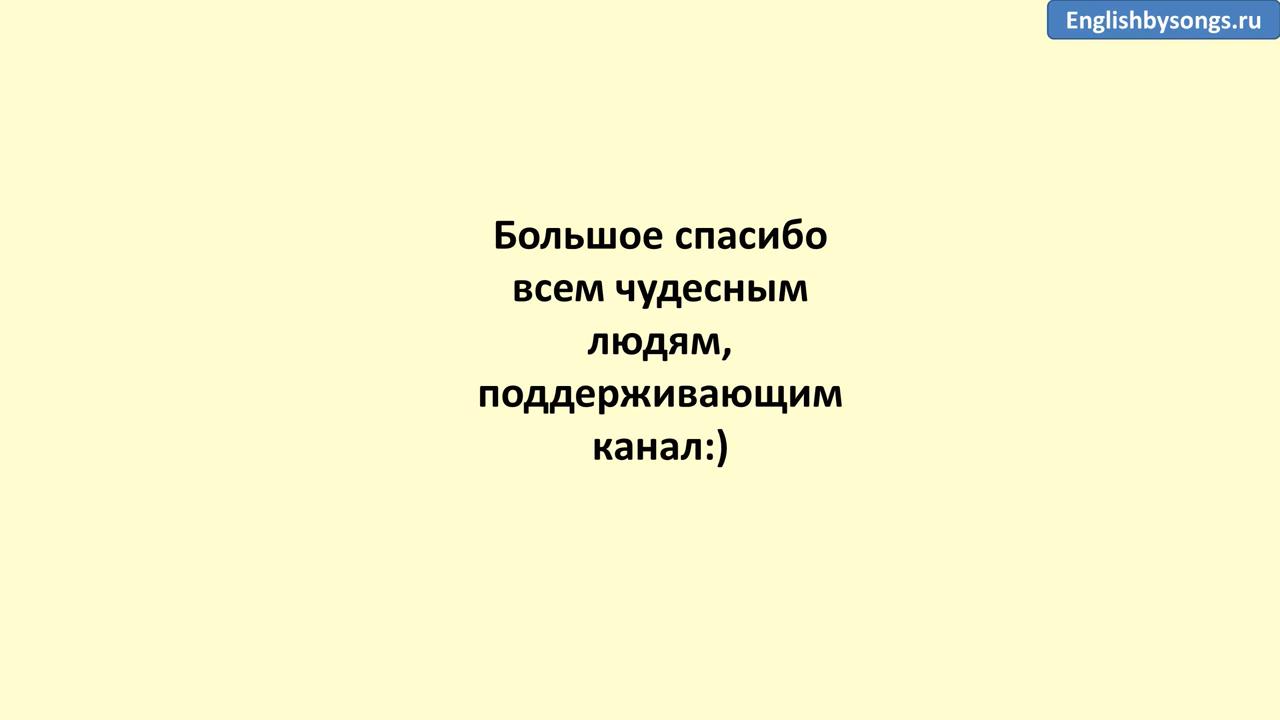 Englishbysongs.ru
Большое спасибо
всем чудесным
людям,
поддерживающим
канал:)